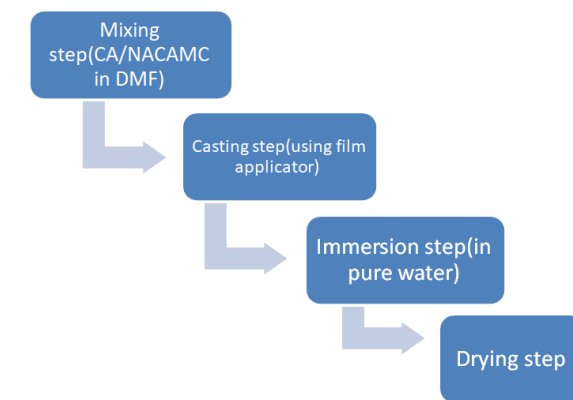 Mixing
step(CA/NACAMC
in DMF)
Casting step(using film
applicator)
Immersion step(in
pure water)
Drying step